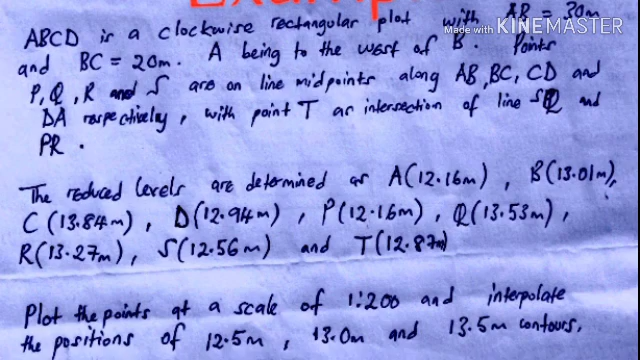 Example
Made with KINEMASTER
ABCD is a clockwise rectangular plot with AB = 30m
and BC = 20m. A being to the west of B. Points
P, Q, R and S are on line midpoints along AB, BC, CD and
DA respectively, with point T as intersection of line SQ and
PR.
The reduced levels are determined as A(12.16m), B(13.01m),
C(13.84m), D(12.94m), P(12.16m), Q(13.53m),
R(13.27m), S(12.56m) and T(12.87m)
Plot the points at a scale of 1:200 and interpolate
the positions of 12.5m, 13.0m and 13.5m contours.